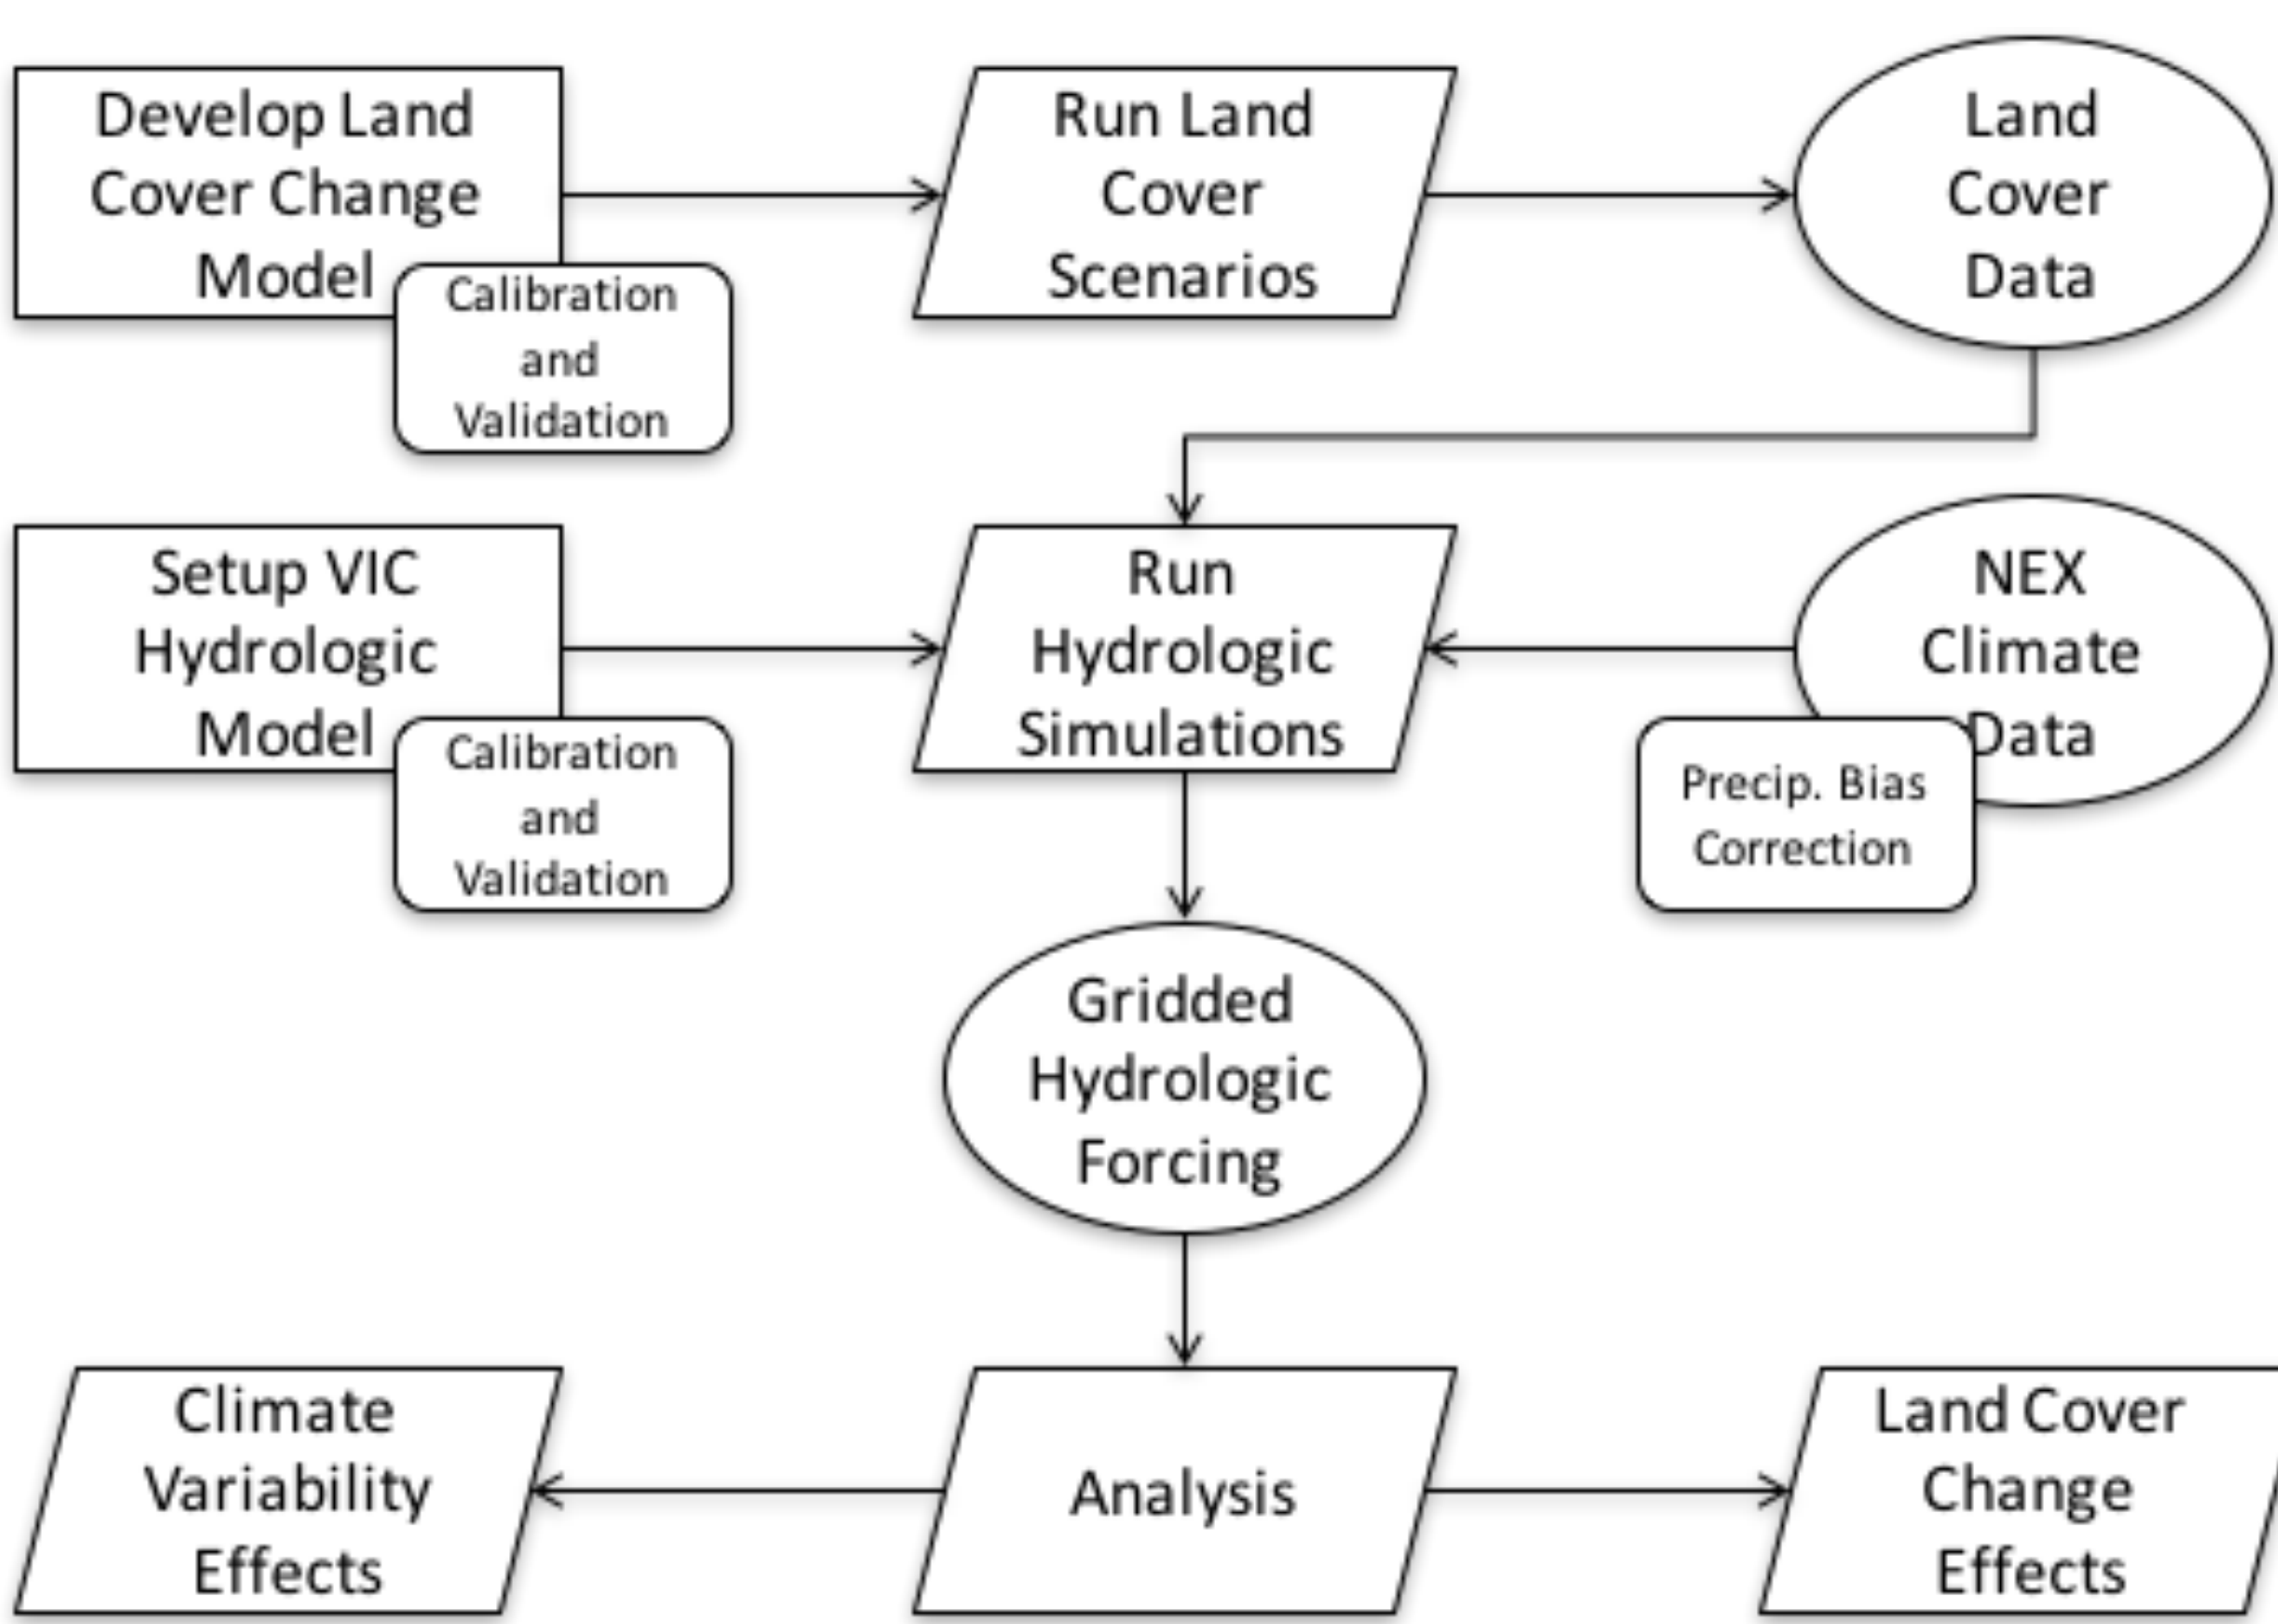 Develop Land
Cover Change
Model
Calibration
and
Validation
Run Land
Cover
Scenarios
Land
Cover
Data
Setup VIC
Hydrologic
Model
Calibration
and
Validation
Run
Hydrologic
Simulations
NEX
Climate
Data
Precip. Bias
Correction
Gridded
Hydrologic
Forcing
Climate
Variability
Effects
Analysis
Land Cover
Change
Effects